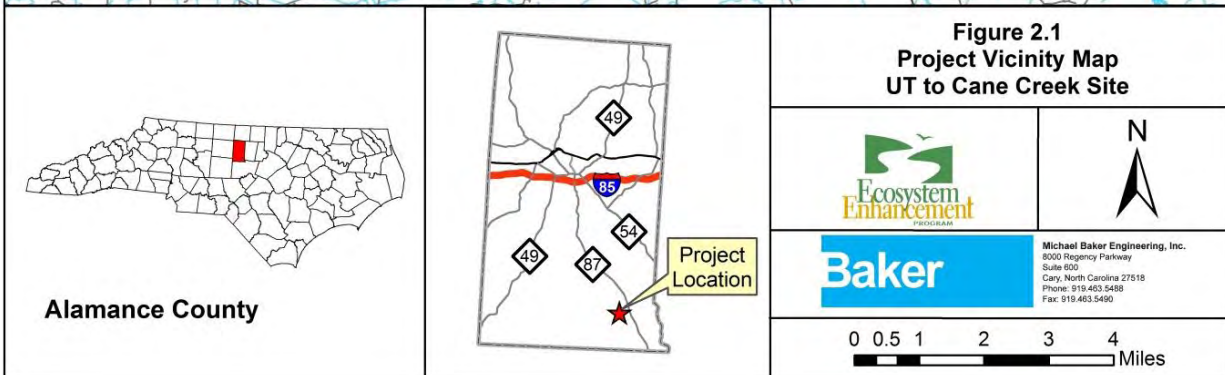 Alamance County
49
85
54
49
87
Project
Location
Figure 2.1
Project Vicinity Map
UT to Cane Creek Site
Ecosystem
Enhancement
PROGRAM
N
Baker
Michael Baker Engineering, Inc.
8000 Regency Parkway
Suite 600
Cary, North Carolina 27518
Phone: 919.463.5488
Fax: 919.463.5490
0 0.5 1 2 3 4
Miles